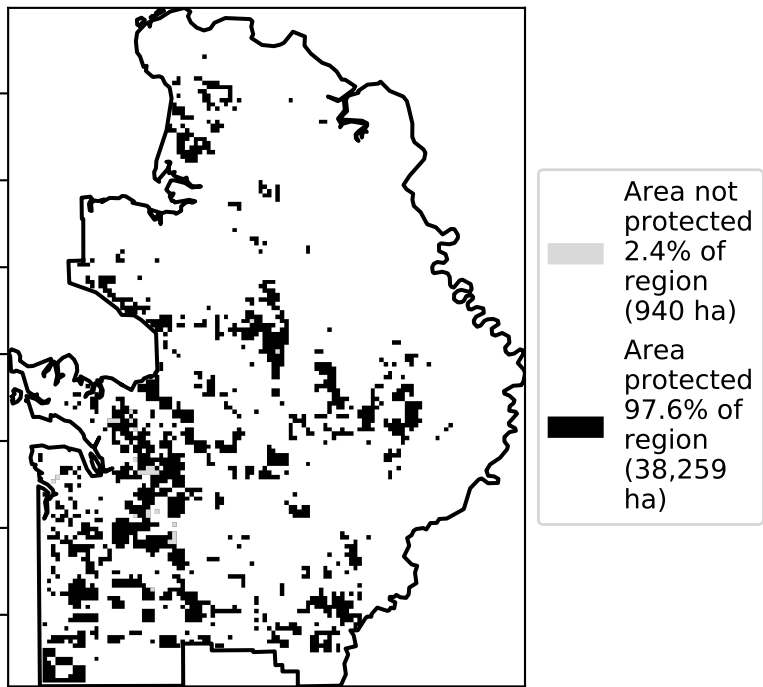 Area not
protected
2.4% of
region
(940 ha)
Area
protected
97.6% of
region
(38,259
ha)